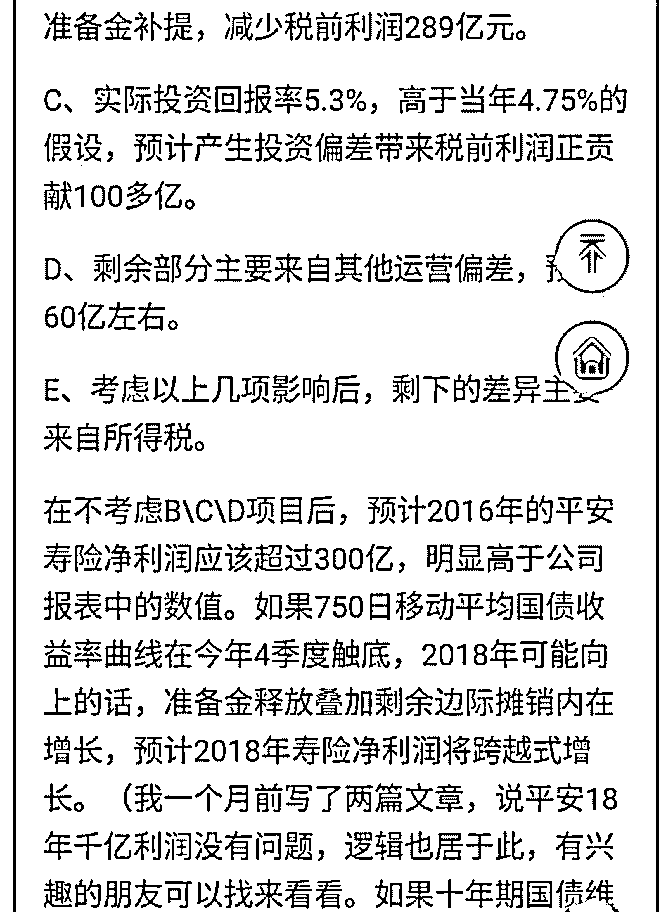 准备金补提，减少税前利润289亿元。
C、实际投资回报率5.3%，高于当年4.75%的
假设，预计产生投资偏差带来税前利润正贡
献100多亿。
D、剩余部分主要来自其他运营偏差，
60亿左右。
E、考虑以上几项影响后，剩下的差异主
来自所得税。
在不考虑B\C\D项目后，预计2016年的平安
寿险净利润应该超过300亿，明显高于公司
报表中的数值。如果750日移动平均国债收
益率曲线在今年4季度触底，2018年可能向
上的话，准备金释放叠加剩余边际摊销内在
增长，预计2018年寿险净利润将跨越式增
长。（我一个月前写了两篇文章，说平安18
年千亿利润没有问题，逻辑也居于此，有兴
趣的朋友可以找来看看。如果十年期国债维